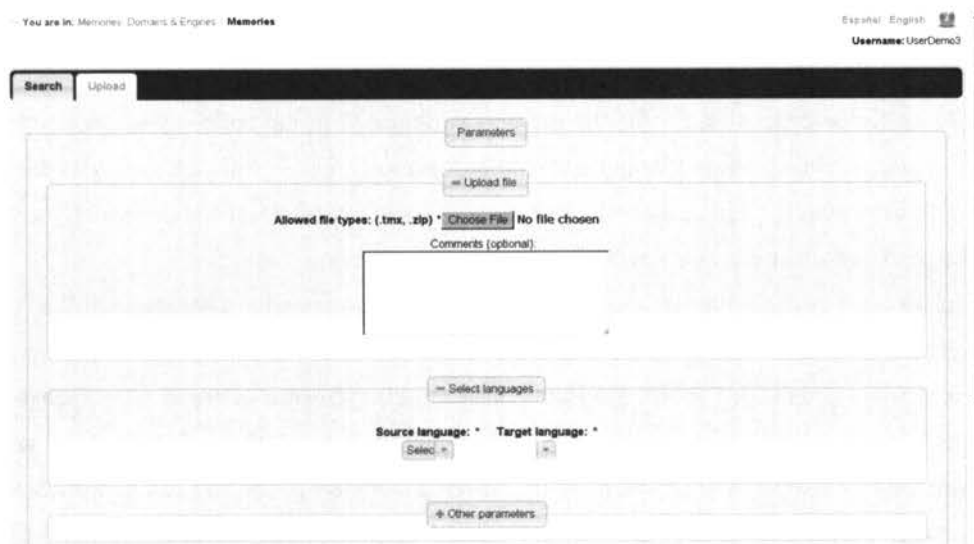 You are in: Memories, Domains & Engines / Memories
Español English
Username: UserDemo3
Search Upload
Parameters
− Upload file
Allowed file types: (.tmx, .zip) * Choose File No file chosen
Comments (optional):
− Select languages
Source language: * Target language: *
Selec
+ Other parameters